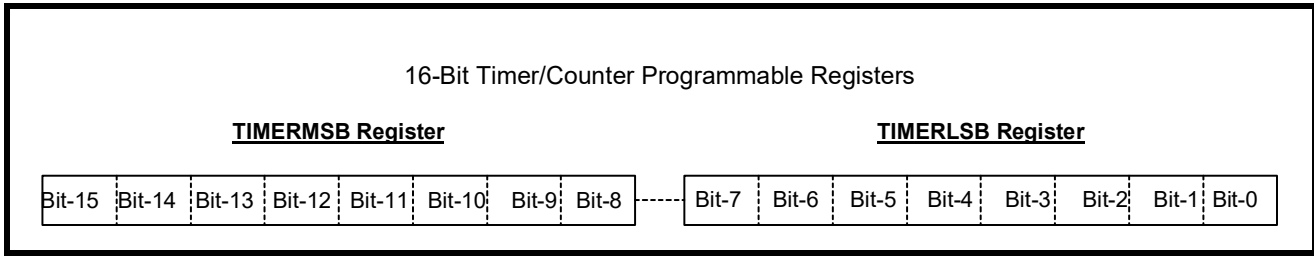 16-Bit Timer/Counter Programmable Registers
TIMERMSB Register TIMERLSB Register
Bit-15 Bit-14 Bit-13 Bit-12 Bit-11 Bit-10 Bit-9 Bit-8 Bit-7 Bit-6 Bit-5 Bit-4 Bit-3 Bit-2 Bit-1 Bit-0